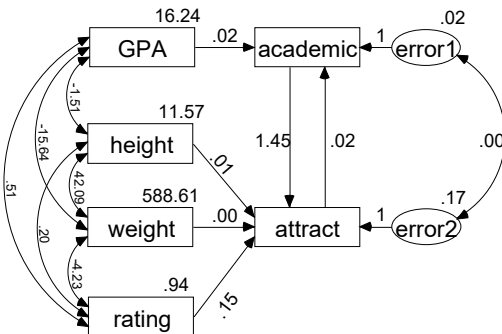 16.24
.02
GPA
.02
academic
1
error1
-1.51
11.57
-15.64
height
1.45
.02
.00
.01
.51
42.09
588.61
.17
weight
.00
attract
1
error2
.20
-4.23
.94
.15
rating